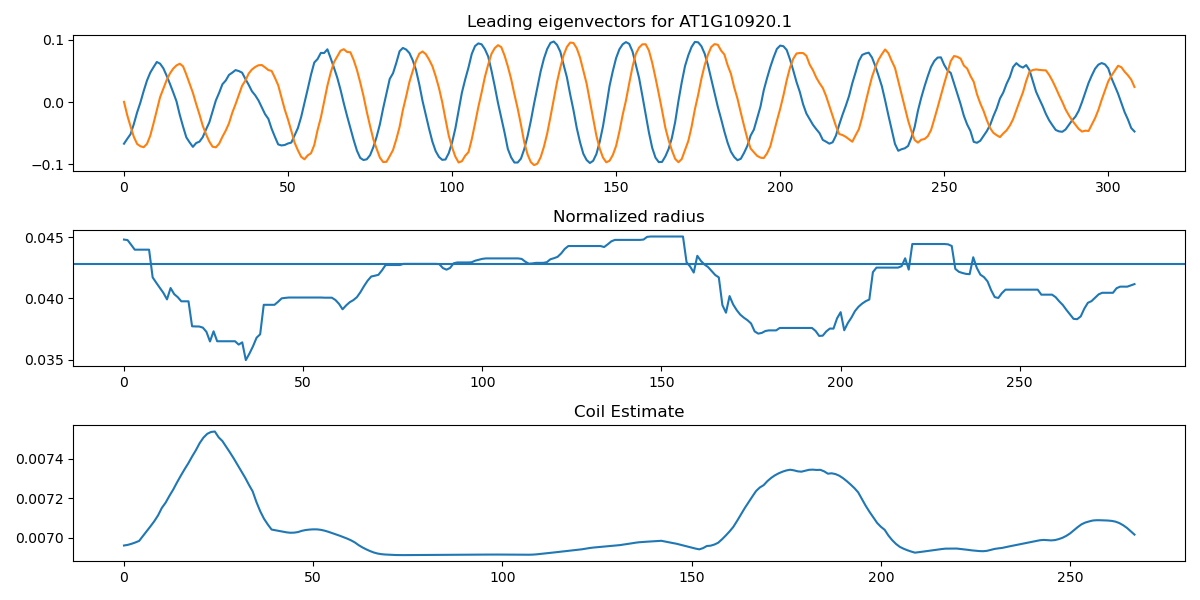 Leading eigenvectors for AT1G10920.1
0.1
0.0
−0.1
0 50 100 150 200 250 300
Normalized radius
0.045
0.040
0.035
0 50 100 150 200 250
Coil Estimate
0.0074
0.0072
0.0070
0 50 100 150 200 250